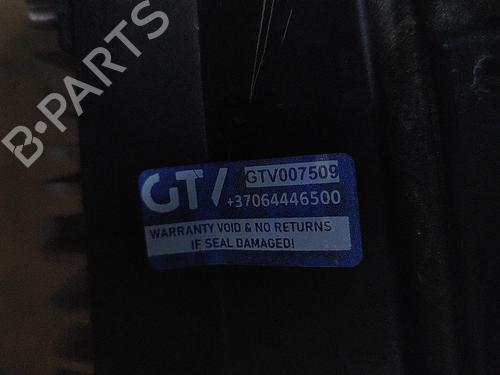 B-PARTS
GTV
GTV007509
+37064446500
WARRANTY VOID & NO RETURNS
IF SEAL DAMAGED!